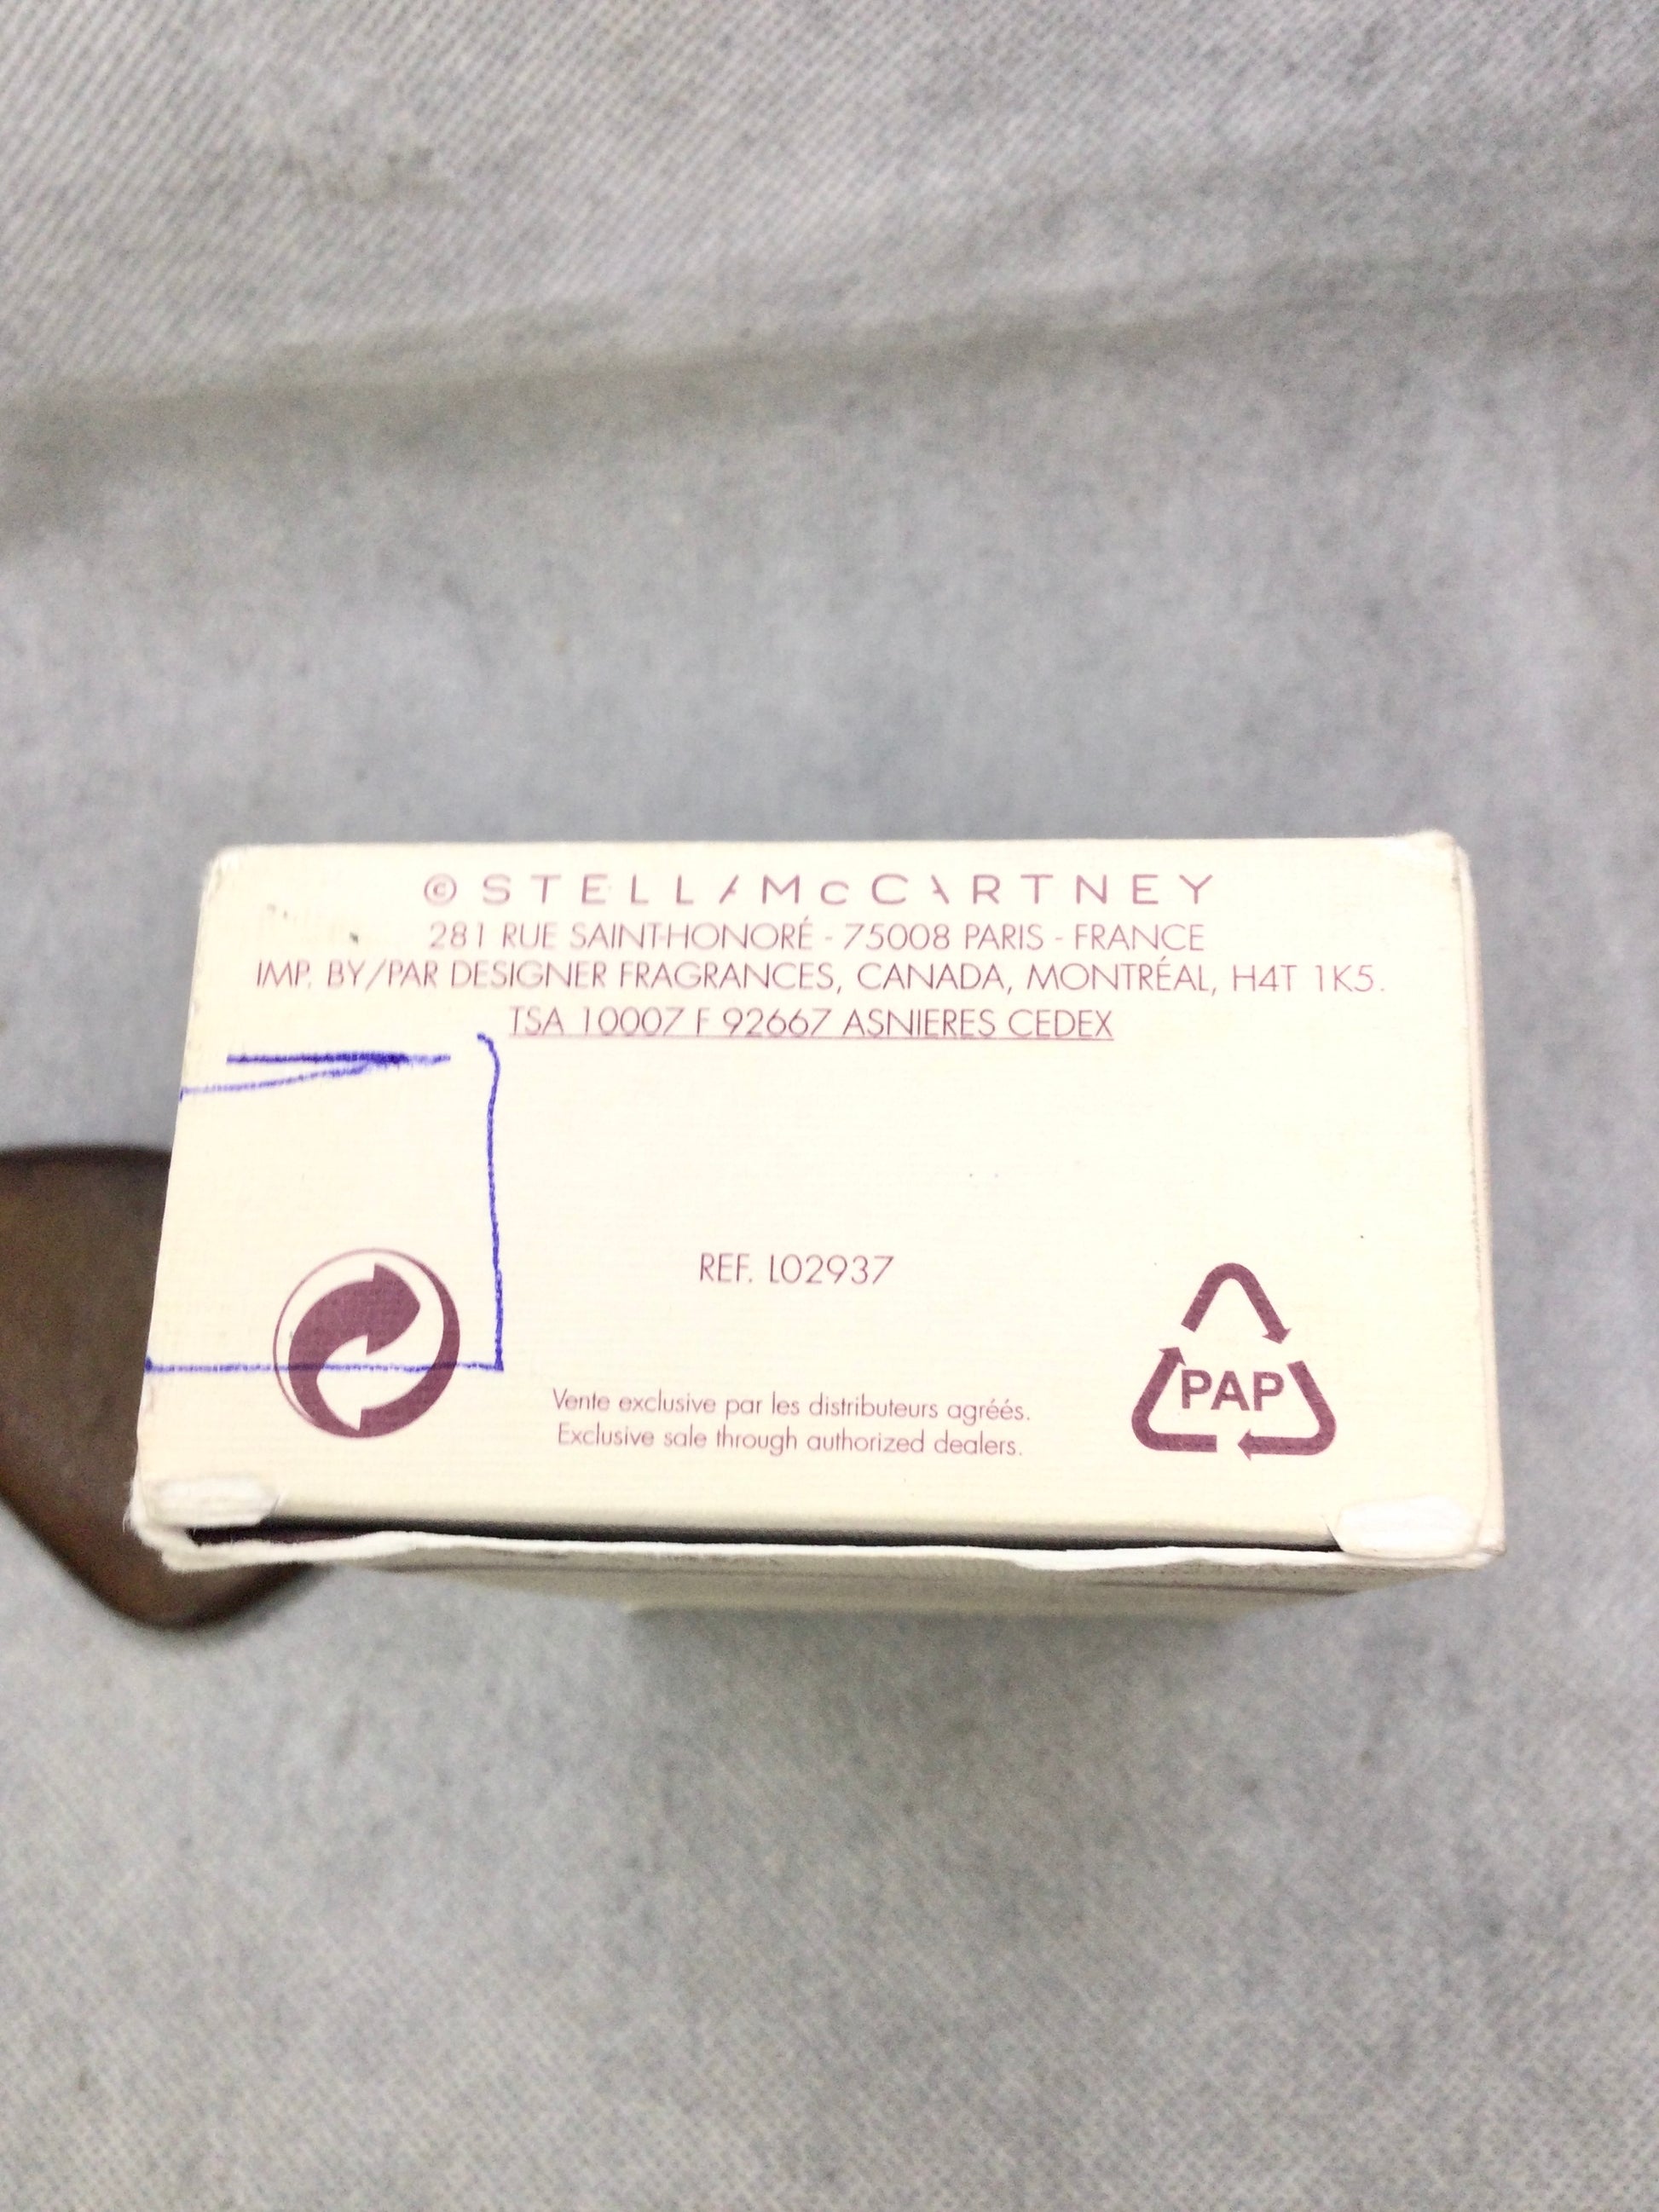 © STELLA McCARTNEY
281 RUE SAINT-HONORÉ - 75008 PARIS - FRANCE
IMP. BY/PAR DESIGNER FRAGRANCES, CANADA, MONTRÉAL, H4T 1K5.
TSA 10007 F 92667 ASNIERES CEDEX
REF. L02937
PAP
Vente exclusive par les distributeurs agréés.
Exclusive sale through authorized dealers.